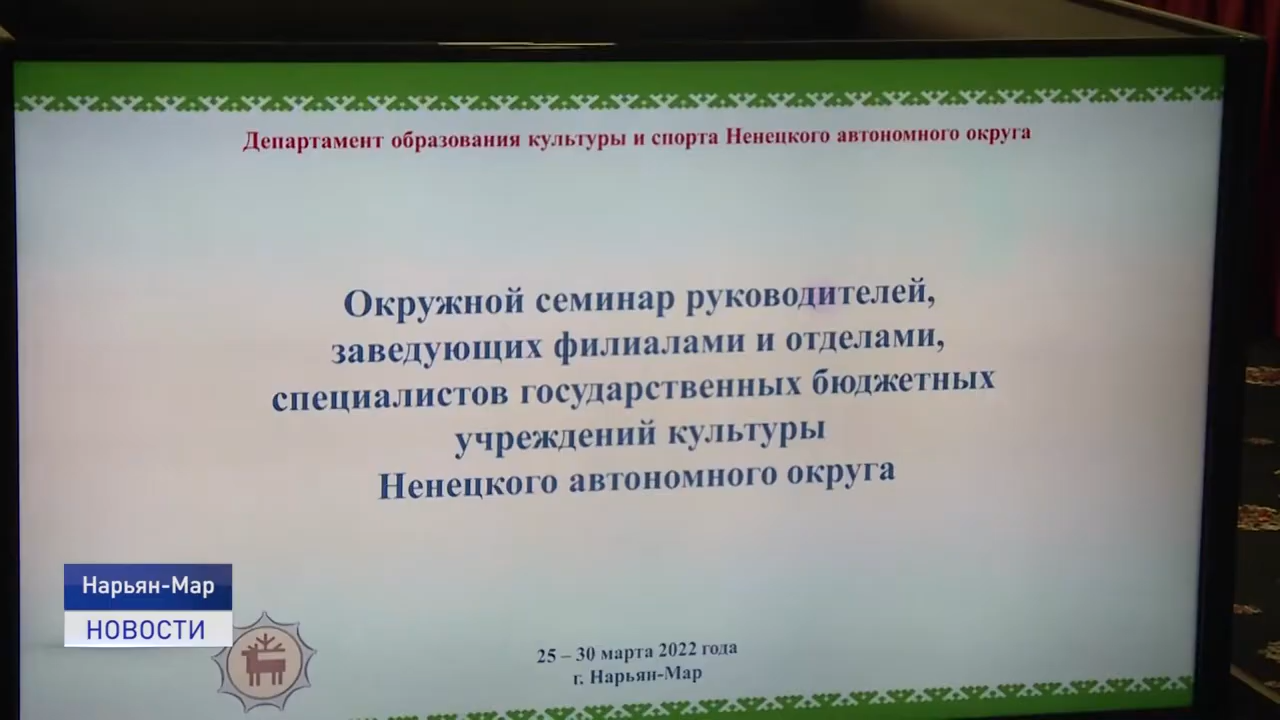 Департамент образования культуры и спорта Ненецкого автономного округа
Окружной семинар руководителей,
заведующих филиалами и отделами,
специалистов государственных бюджетных
учреждений культуры
Ненецкого автономного округа
Нарьян-Мар
НОВОСТИ
25 – 30 марта 2022 года
г. Нарьян-Мар